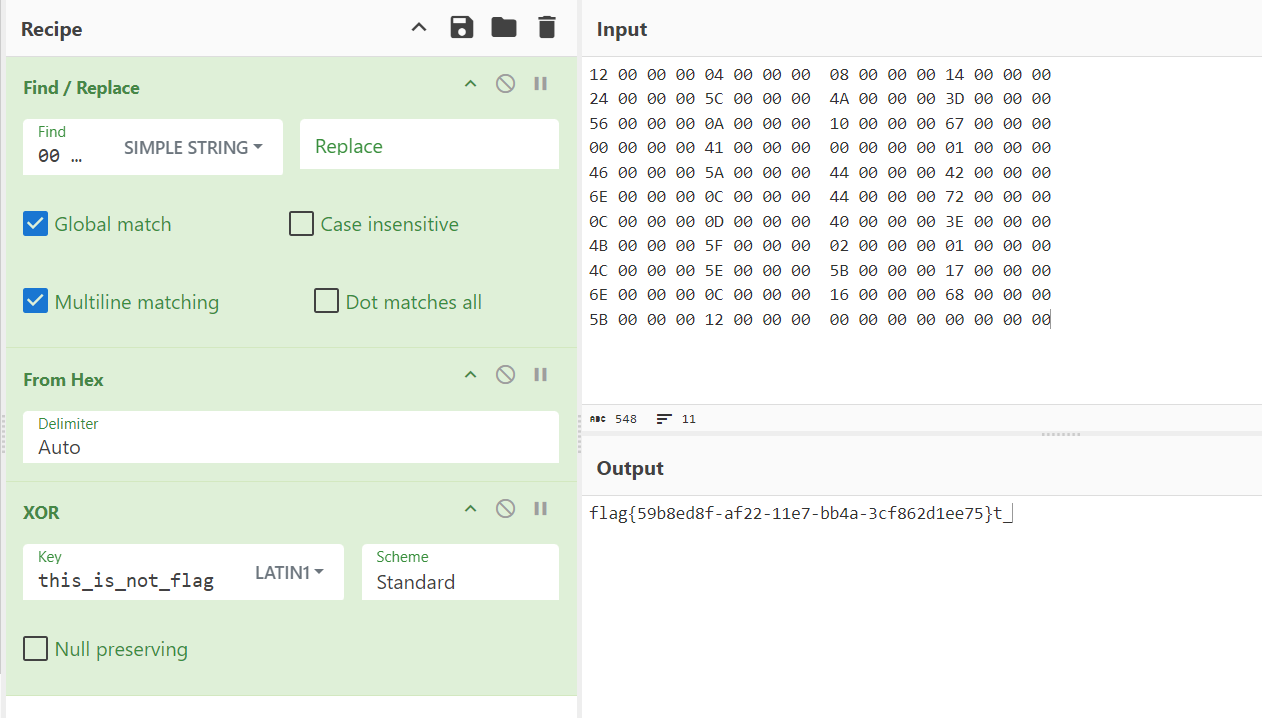 Recipe
Find / Replace
Find
00 …
SIMPLE STRING
Replace
Global match
Case insensitive
Multiline matching
Dot matches all
From Hex
Delimiter
Auto
XOR
Key
this_is_not_flag
LATIN1
Scheme
Standard
Null preserving
Input
12 00 00 00 04 00 00 00  08 00 00 00 14 00 00 00
24 00 00 00 5C 00 00 00  4A 00 00 00 3D 00 00 00
56 00 00 00 0A 00 00 00  10 00 00 00 67 00 00 00
00 00 00 00 41 00 00 00  00 00 00 00 01 00 00 00
46 00 00 00 5A 00 00 00  44 00 00 00 42 00 00 00
6E 00 00 00 0C 00 00 00  44 00 00 00 72 00 00 00
0C 00 00 00 0D 00 00 00  40 00 00 00 3E 00 00 00
4B 00 00 00 5F 00 00 00  02 00 00 00 01 00 00 00
4C 00 00 00 5E 00 00 00  5B 00 00 00 17 00 00 00
6E 00 00 00 0C 00 00 00  16 00 00 00 68 00 00 00
5B 00 00 00 12 00 00 00  00 00 00 00 00 00 00 00
ABC 548 11
Output
flag{59b8ed8f-af22-11e7-bb4a-3cf862d1ee75}t_